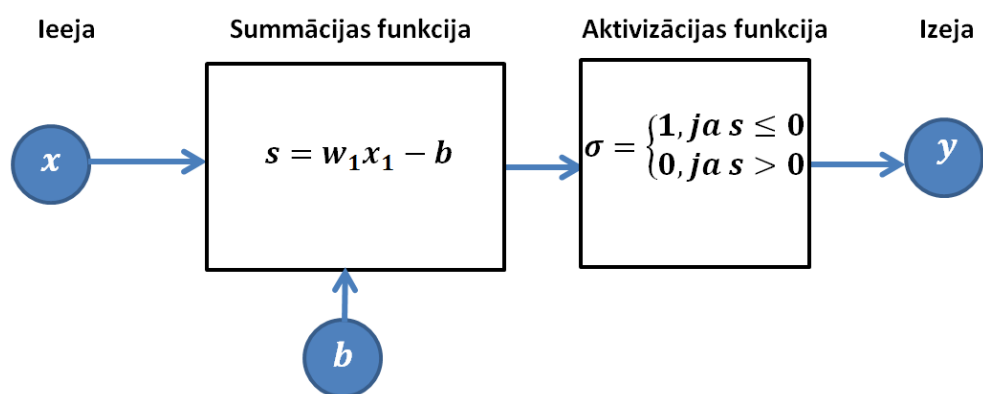 Ieeja
Summācijas funkcija
Aktivizācijas funkcija
Izeja
x
s = w₁x₁ − b
σ = {1, ja s ≤ 0
0, ja s > 0
y
b